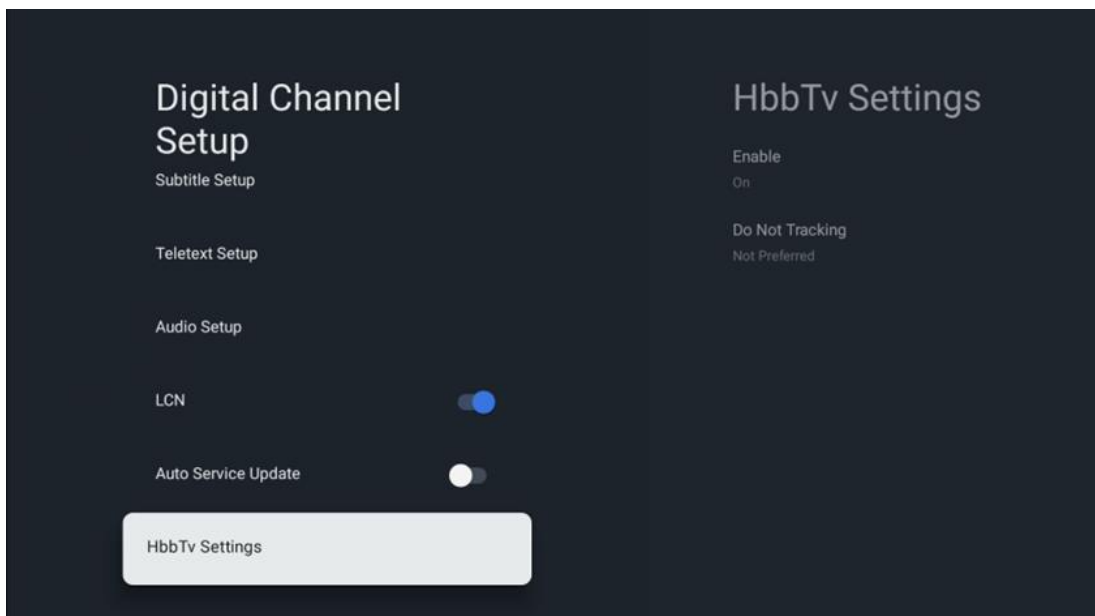 Digital Channel
Setup
Subtitle Setup
Teletext Setup
Audio Setup
LCN
Auto Service Update
HbbTv Settings
HbbTv Settings
Enable
On
Do Not Tracking
Not Preferred